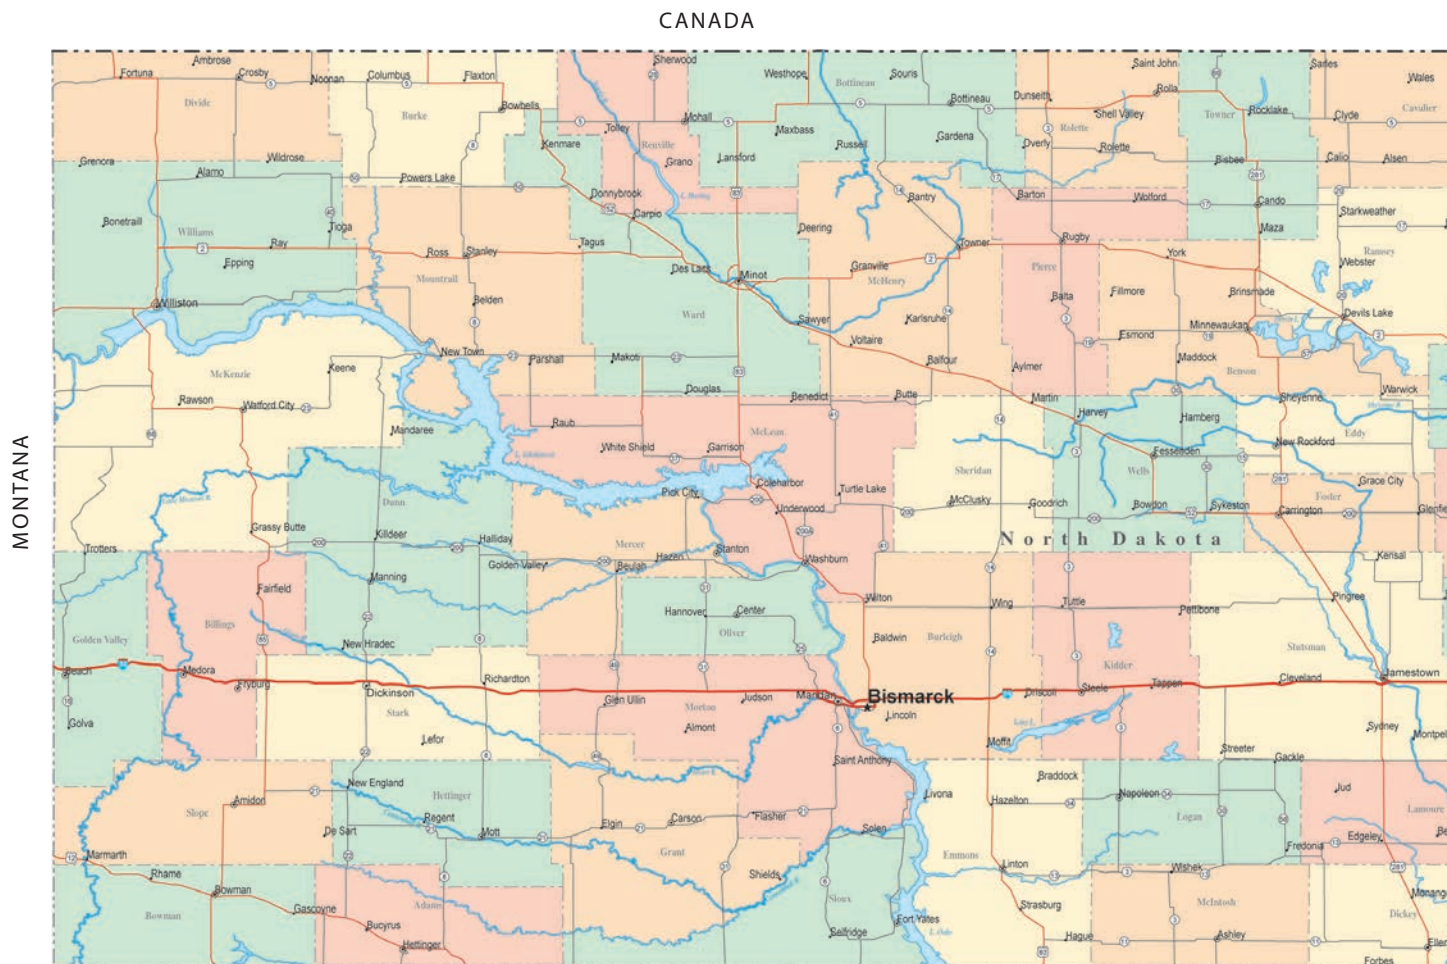 CANADA
MONTANA
Ambrose
Fortuna
Crosby
Noonan
Columbus
Flaxton
Sherwood
Westhope
Souris
Saint John
Sarles
Wales
Divide
Burke
Bowbells
Tolley
Mohall
Maxbass
Bottineau
Bottineau
Dunseith
Rolla
Shell Valley
Rolette
Towner
Rocklake
Clyde
Cavalier
Grenora
Wildrose
Alamo
Powers Lake
Kenmare
Renville
Grano
Lansford
Russell
Gardena
Overly
Rolette
Bisbee
Calio
Alsen
Bonetraill
Williams
Tioga
Donnybrook
Carpio
Bantry
Barton
Wolford
Cando
Starkweather
Ray
Epping
Ross
Stanley
Tagus
Deering
Towner
Rugby
York
Maza
Ramsey
Webster
Mountrail
Des Lass
Minot
Granville
McHenry
Pierce
Williston
Belden
Ward
Sawyer
Karlsruhe
Balta
Fillmore
Brinsmade
Minnewaukan
Devils Lake
New Town
Parshall
Makoti
Voltaire
Balfour
Esmond
Maddock
Benson
McKenzie
Keene
Aylmer
Warwick
Rawson
Watford City
Douglas
Benedict
Butte
Martin
Harvey
Hamberg
Sheyenne
Mandaree
Raub
White Shield
Garrison
McLean
Sheridan
Fessenden
Wells
New Rockford
Eddy
Dunn
Pick City
Coleharbor
Turtle Lake
McClusky
Goodrich
Bowdon
Sykeston
Carrington
Foster
Grace City
Glenfie
Grassy Butte
Killdeer
Halliday
Mercer
Underwood
North Dakota
Trotters
Golden Valley
Beulah
Hazen
Stanton
Washburn
Kensal
Fairfield
Manning
Hannover
Center
Wilton
Wing
Tuttle
Pettibone
Pingree
Golden Valley
Billings
New Hradec
Oliver
Baldwin
Burleigh
Kidder
Stutsman
Beach
Medora
Fryburg
Dickinson
Richardton
Glen Ullin
Morton
Judson
Mandan
Bismarck
Driscoll
Steele
Tappen
Cleveland
Jamestown
Golva
Stark
Lefor
Almont
Lincoln
Moffit
Streeter
Gackle
Sydney
Montpel
Slope
Amidon
New England
Hettinger
Regent
Mott
Saint Anthony
Livona
Braddock
Hazelton
Napoleon
Logan
Jud
Lamoure
De Sart
Elgin
Carson
Flasher
Solen
Fredonia
Edgeley
Be
Marmarth
Rhame
Bowman
Grant
Shields
Emmons
Linton
Wishek
Monango
Bowman
Gascoyne
Bucyrus
Adams
Hettinger
Sioux
Selfridge
Fort Yates
Strasburg
Hague
McIntosh
Ashley
Dickey
Ellen
Forbes